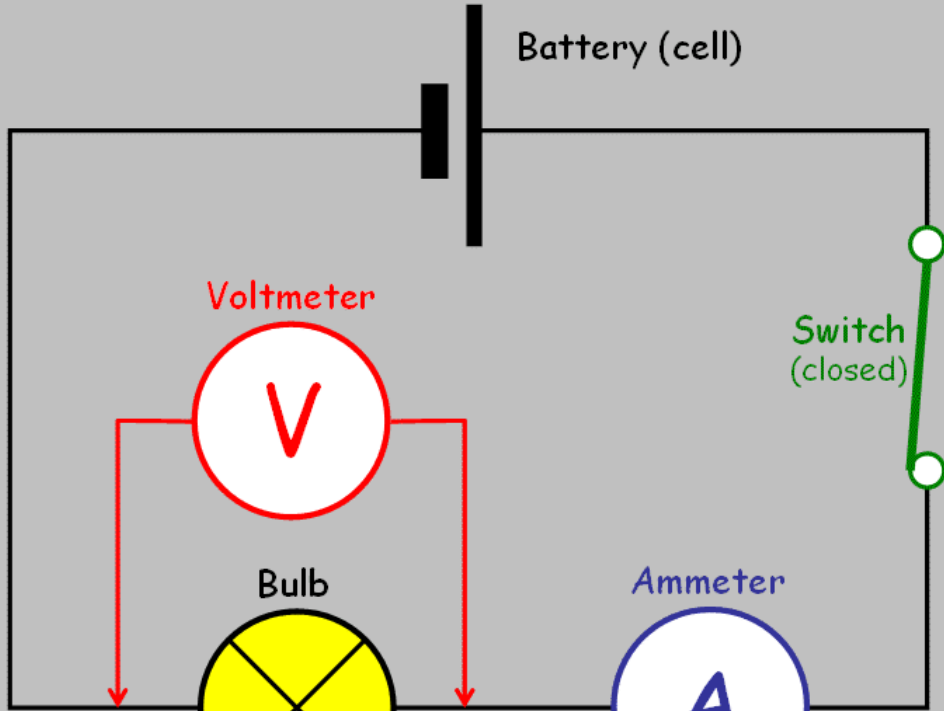 Battery (cell)
Voltmeter
V
Switch
(closed)
Bulb
Ammeter
A